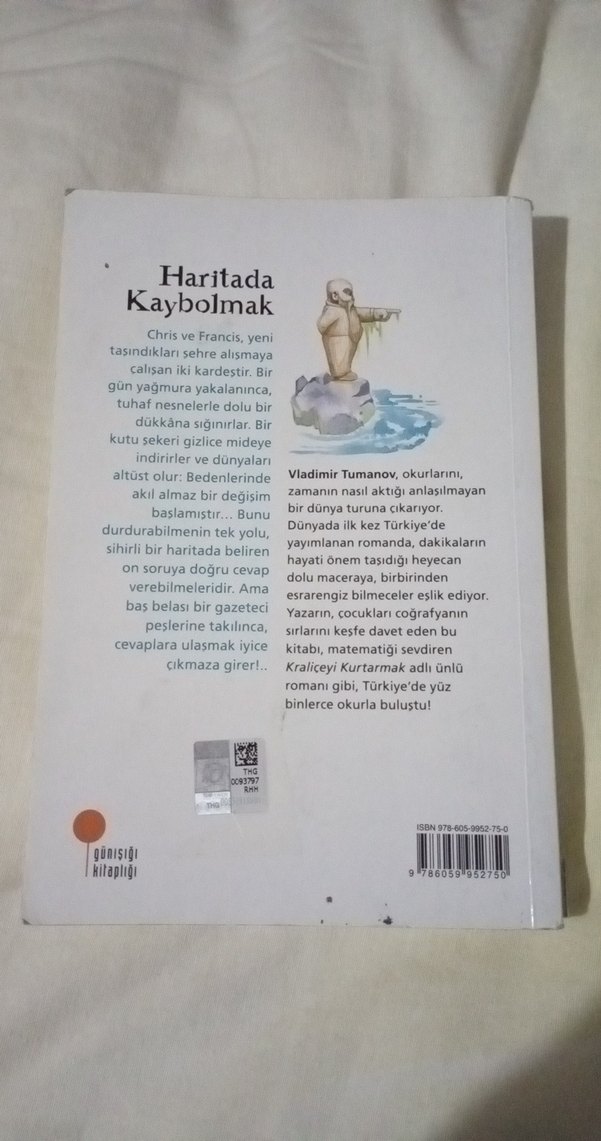 Haritada
Kaybolmak
Chris ve Francis, yeni
taşındıkları şehre alışmaya
çalışan iki kardeştir. Bir
gün yağmura yakalanınca,
tuhaf nesnelerle dolu bir
dükkâna sığınırlar. Bir
kutu şekeri gizlice mideye
indirirler ve dünyaları
altüst olur: Bedenlerinde
akıl almaz bir değişim
başlamıştır... Bunu
durdurabilmenin tek yolu,
sihirli bir haritada beliren
on soruya doğru cevap
verebilmeleridir. Ama
baş belası bir gazeteci
peşlerine takılınca,
cevaplara ulaşmak iyice
çıkmaza girer!..
Vladimir Tumanov, okurlarını,
zamanın nasıl aktığı anlaşılmayan
bir dünya turuna çıkarıyor.
Dünyada ilk kez Türkiye'de
yayımlanan romanda, dakikaların
hayati önem taşıdığı heyecan
dolu maceraya, birbirinden
esrarengiz bilmeceler eşlik ediyor.
Yazarın, çocukları coğrafyanın
sırlarını keşfe davet eden bu
kitabı, matematiği sevdiren
Kraliçeyi Kurtarmak adlı ünlü
romanı gibi, Türkiye'de yüz
binlerce okurla buluştu!
THG
0093797
RHH
THG
günışığı
kitaplığı
ISBN 978-605-9952-75-0
9 786059 952750